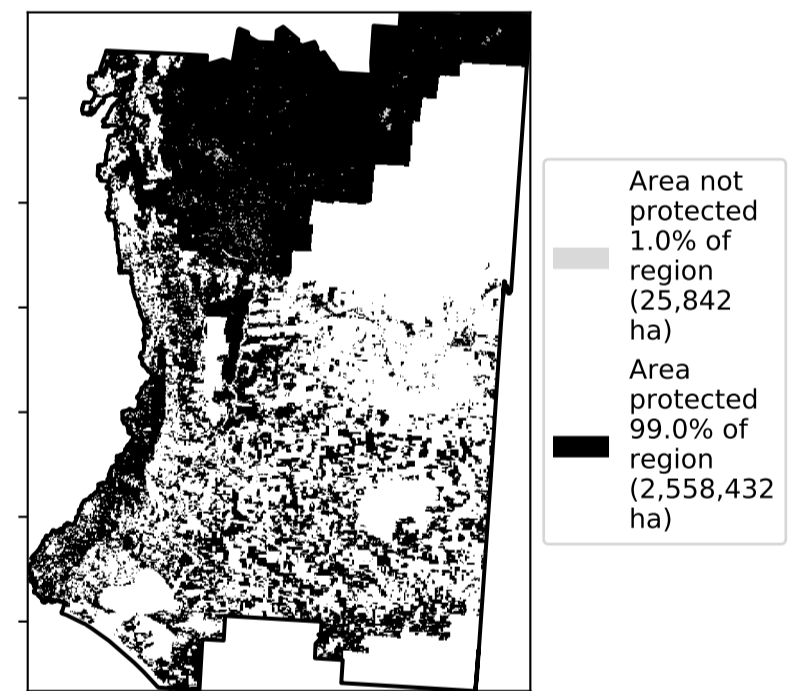 Area not
protected
1.0% of
region
(25,842
ha)
Area
protected
99.0% of
region
(2,558,432
ha)